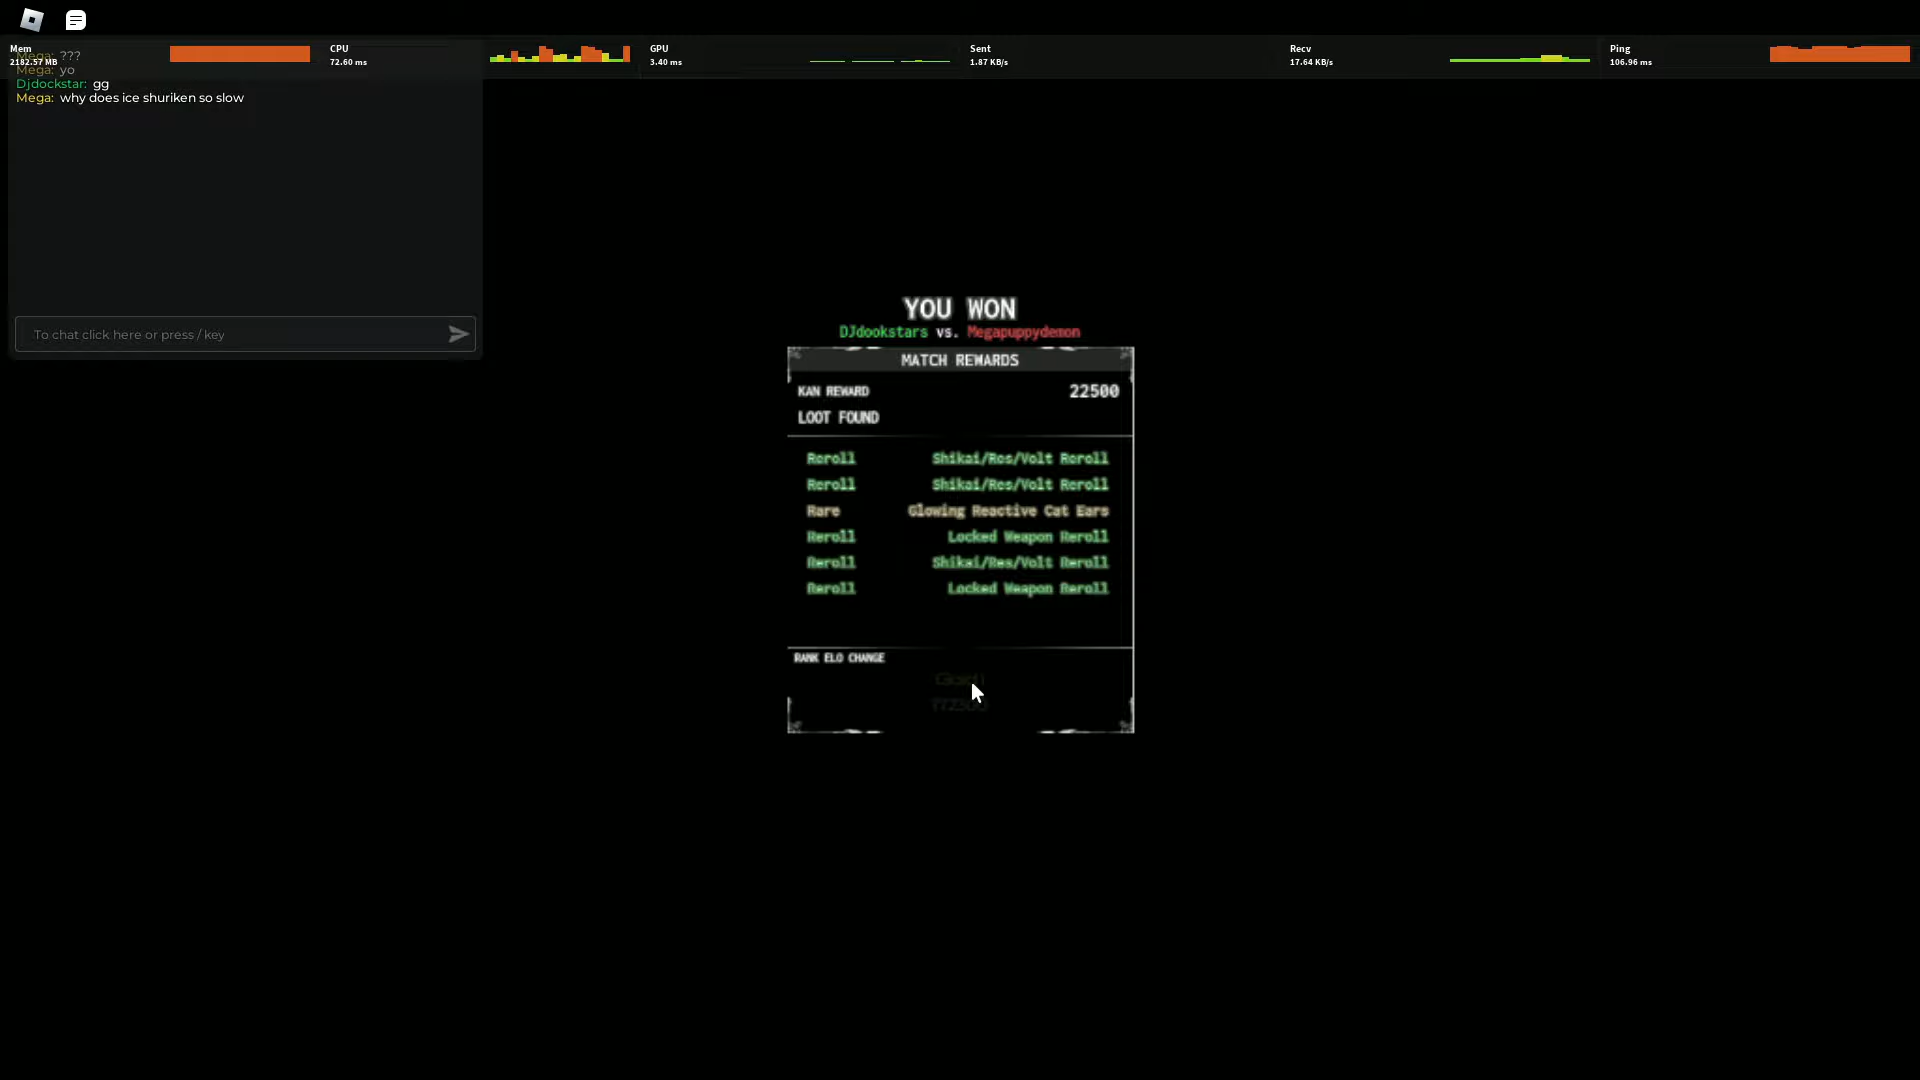 Mem
2182.57 MB
CPU
72.60 ms
GPU
3.40 ms
Sent
1.87 KB/s
Recv
17.64 KB/s
Ping
106.96 ms
Mega: ???
Mega: yo
Djdockstar: gg
Mega: why does ice shuriken so slow
To chat click here or press / key
YOU WON
DJdookstars vs. Megapuppydemon
MATCH REWARDS
KAN REWARD 22500
LOOT FOUND
Reroll Shikai/Res/Volt Reroll
Reroll Shikai/Res/Volt Reroll
Rare Glowing Reactive Cat Ears
Reroll Locked Weapon Reroll
Reroll Shikai/Res/Volt Reroll
Reroll Locked Weapon Reroll
RANK ELO CHANGE